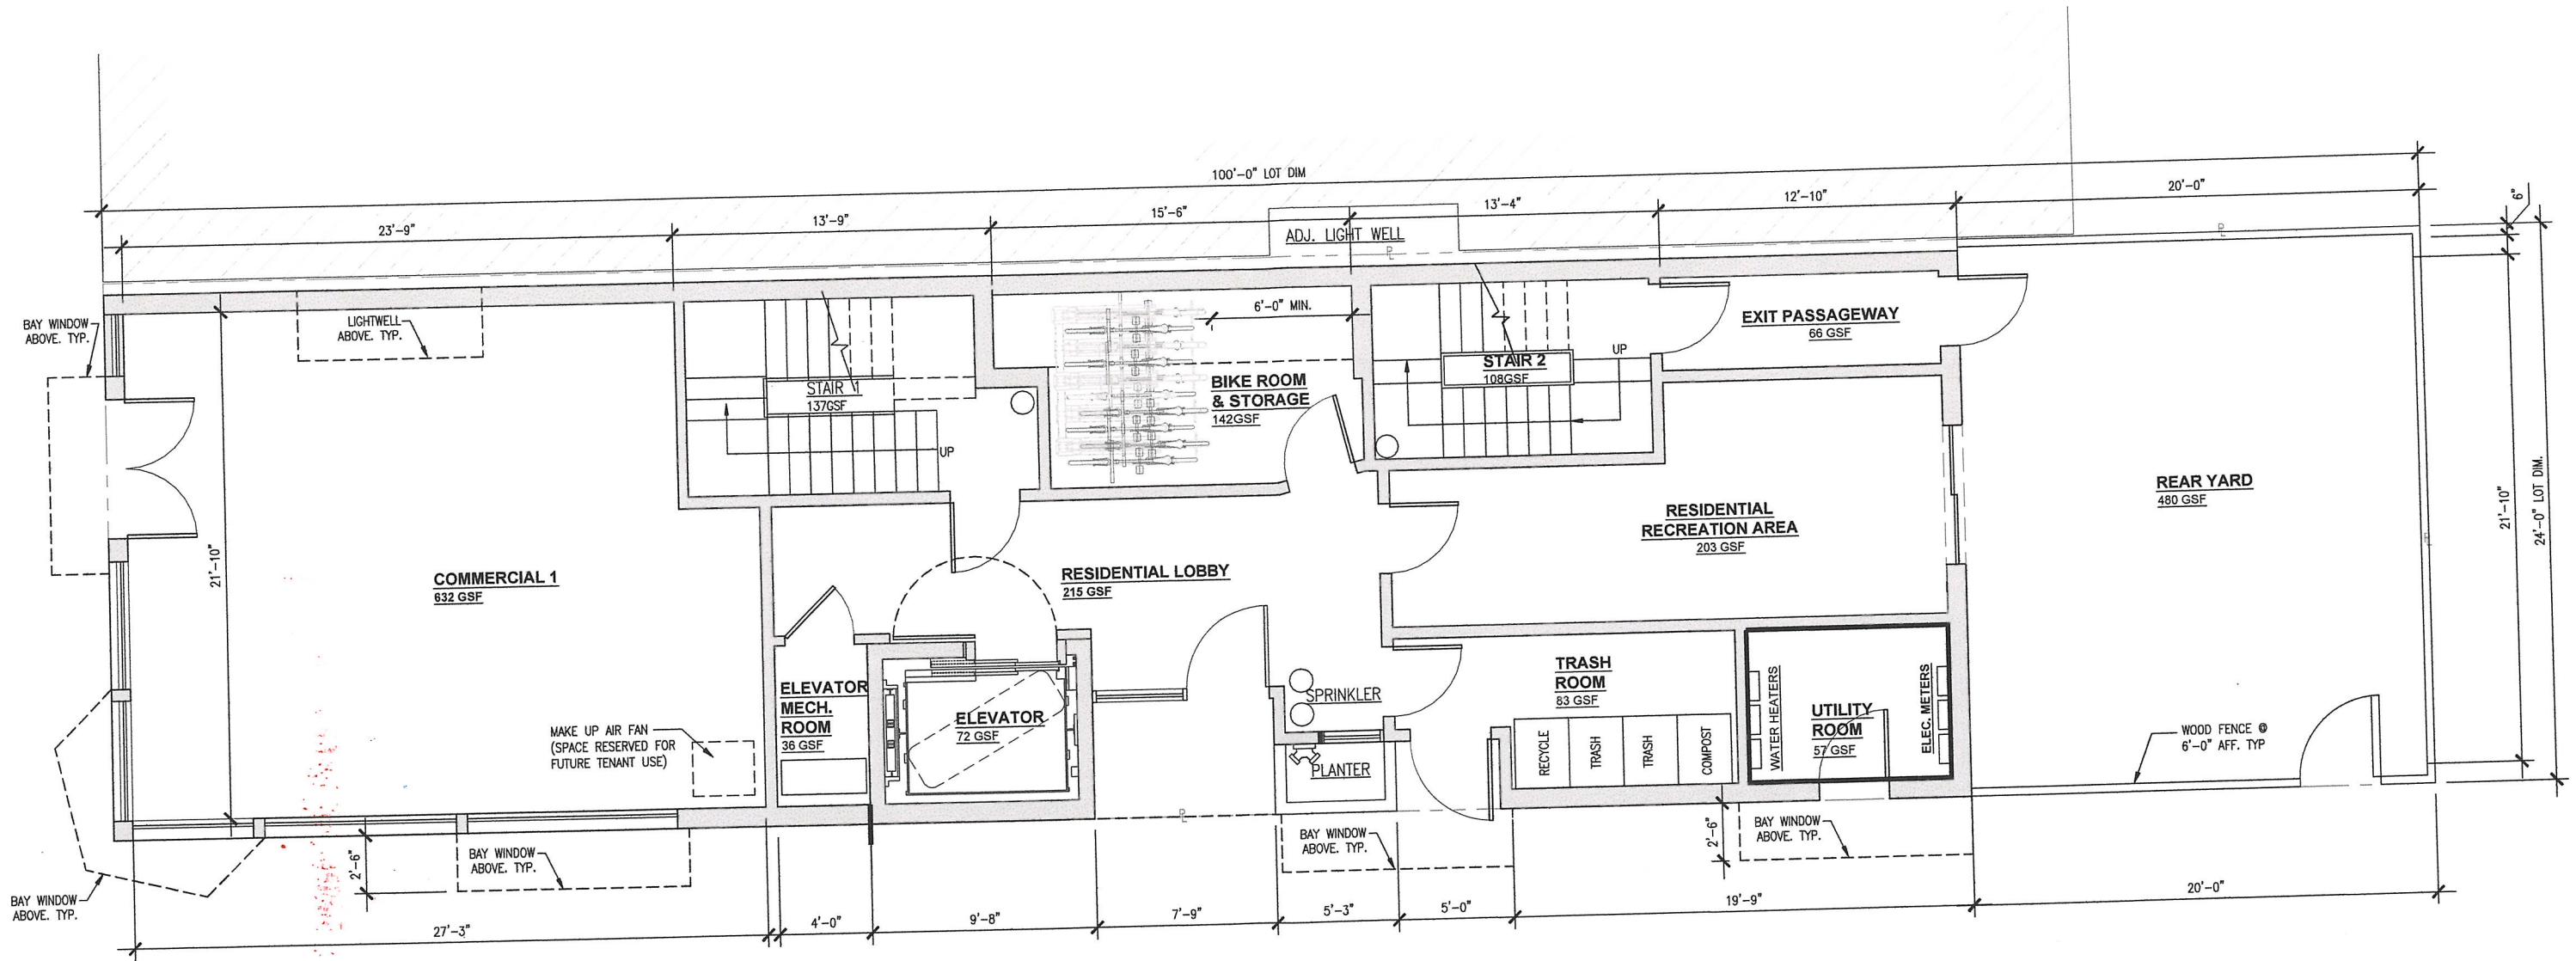 100'-0" LOT DIM
23'-9"
13'-9"
15'-6"
13'-4"
12'-10"
20'-0"
6"
ADJ. LIGHT WELL
PL
PL
BAY WINDOW
ABOVE. TYP.
LIGHTWELL
ABOVE. TYP.
6'-0" MIN.
EXIT PASSAGEWAY
66 GSF
STAIR 1
137GSF
UP
BIKE ROOM
& STORAGE
142GSF
STAIR 2
108GSF
UP
REAR YARD
480 GSF
21'-10"
24'-0" LOT DIM.
PL
21'-10"
COMMERCIAL 1
632 GSF
RESIDENTIAL LOBBY
215 GSF
RESIDENTIAL
RECREATION AREA
203 GSF
ELEVATOR
MECH.
ROOM
36 GSF
ELEVATOR
72 GSF
SPRINKLER
PLANTER
TRASH
ROOM
83 GSF
RECYCLE
TRASH
TRASH
COMPOST
WATER HEATERS
UTILITY
ROOM
57 GSF
ELEC. METERS
WOOD FENCE @
6'-0" AFF. TYP
MAKE UP AIR FAN
(SPACE RESERVED FOR
FUTURE TENANT USE)
PL
BAY WINDOW
ABOVE. TYP.
2'-6"
BAY WINDOW
ABOVE. TYP.
BAY WINDOW
ABOVE. TYP.
2'-6"
BAY WINDOW
ABOVE. TYP.
27'-3"
4'-0"
9'-8"
7'-9"
5'-3"
5'-0"
19'-9"
20'-0"